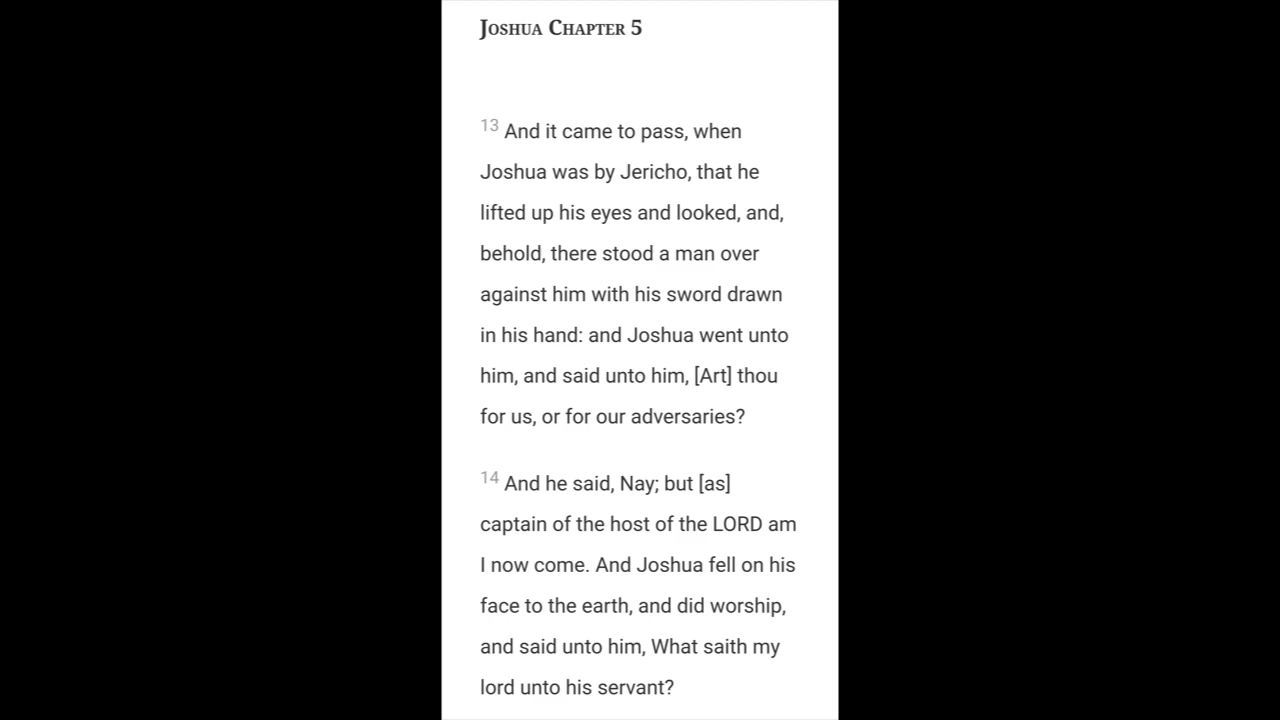 Joshua Chapter 5
13 And it came to pass, when
Joshua was by Jericho, that he
lifted up his eyes and looked, and,
behold, there stood a man over
against him with his sword drawn
in his hand: and Joshua went unto
him, and said unto him, [Art] thou
for us, or for our adversaries?
14 And he said, Nay; but [as]
captain of the host of the LORD am
I now come. And Joshua fell on his
face to the earth, and did worship,
and said unto him, What saith my
lord unto his servant?